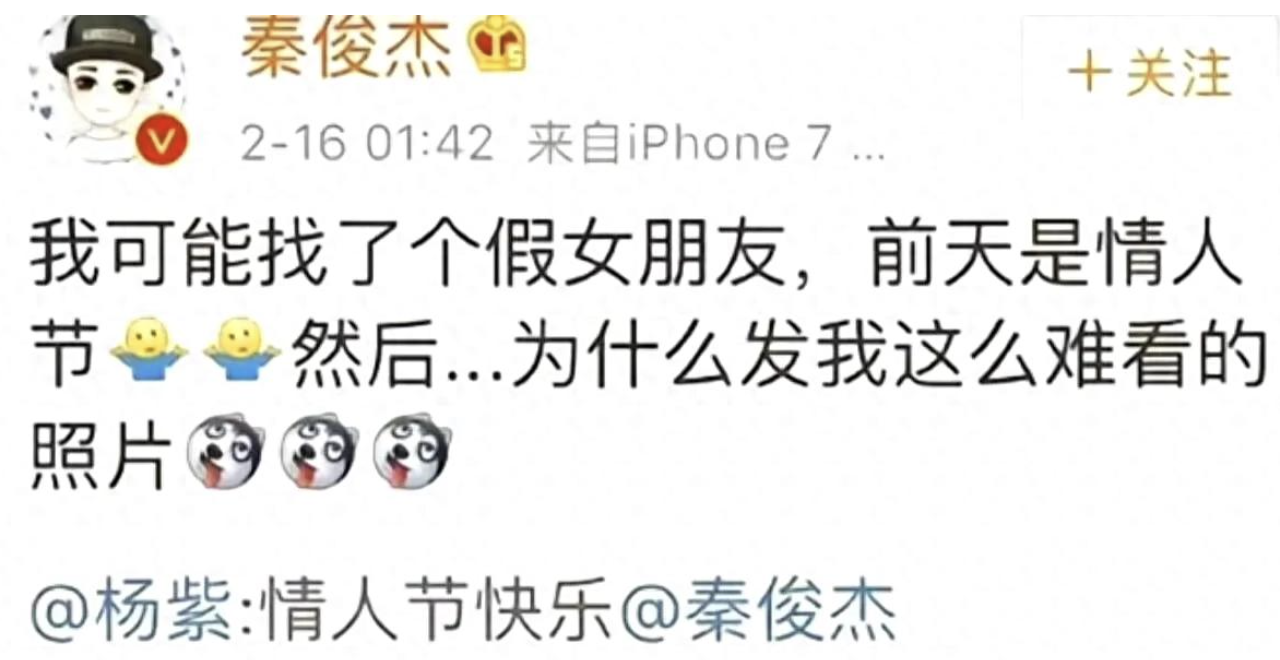 秦俊杰
+关注
2-16 01:42 来自iPhone 7 ...
我可能找了个假女朋友，前天是情人
节🤷🤷然后...为什么发我这么难看的
照片
@杨紫:情人节快乐@秦俊杰